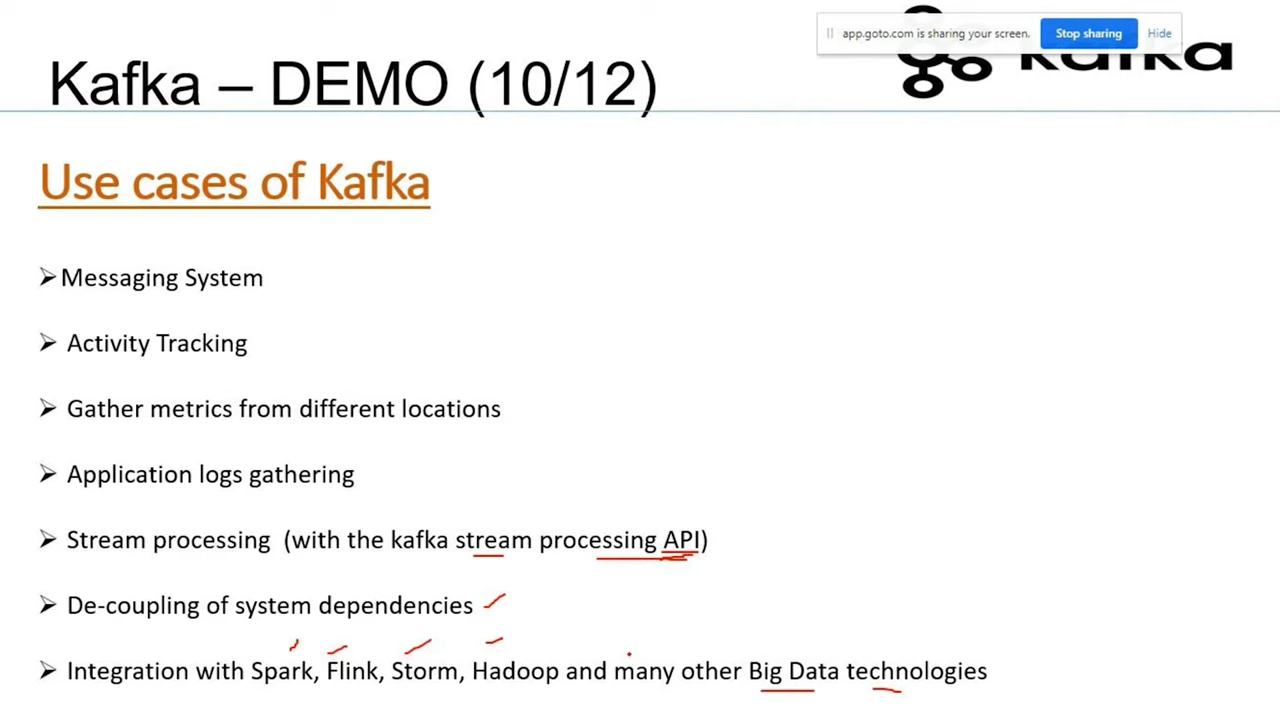 app.goto.com is sharing your screen. Stop sharing Hide
kafka
Kafka – DEMO (10/12)
Use cases of Kafka
➢ Messaging System
➢ Activity Tracking
➢ Gather metrics from different locations
➢ Application logs gathering
➢ Stream processing (with the kafka stream processing API)
➢ De-coupling of system dependencies
➢ Integration with Spark, Flink, Storm, Hadoop and many other Big Data technologies